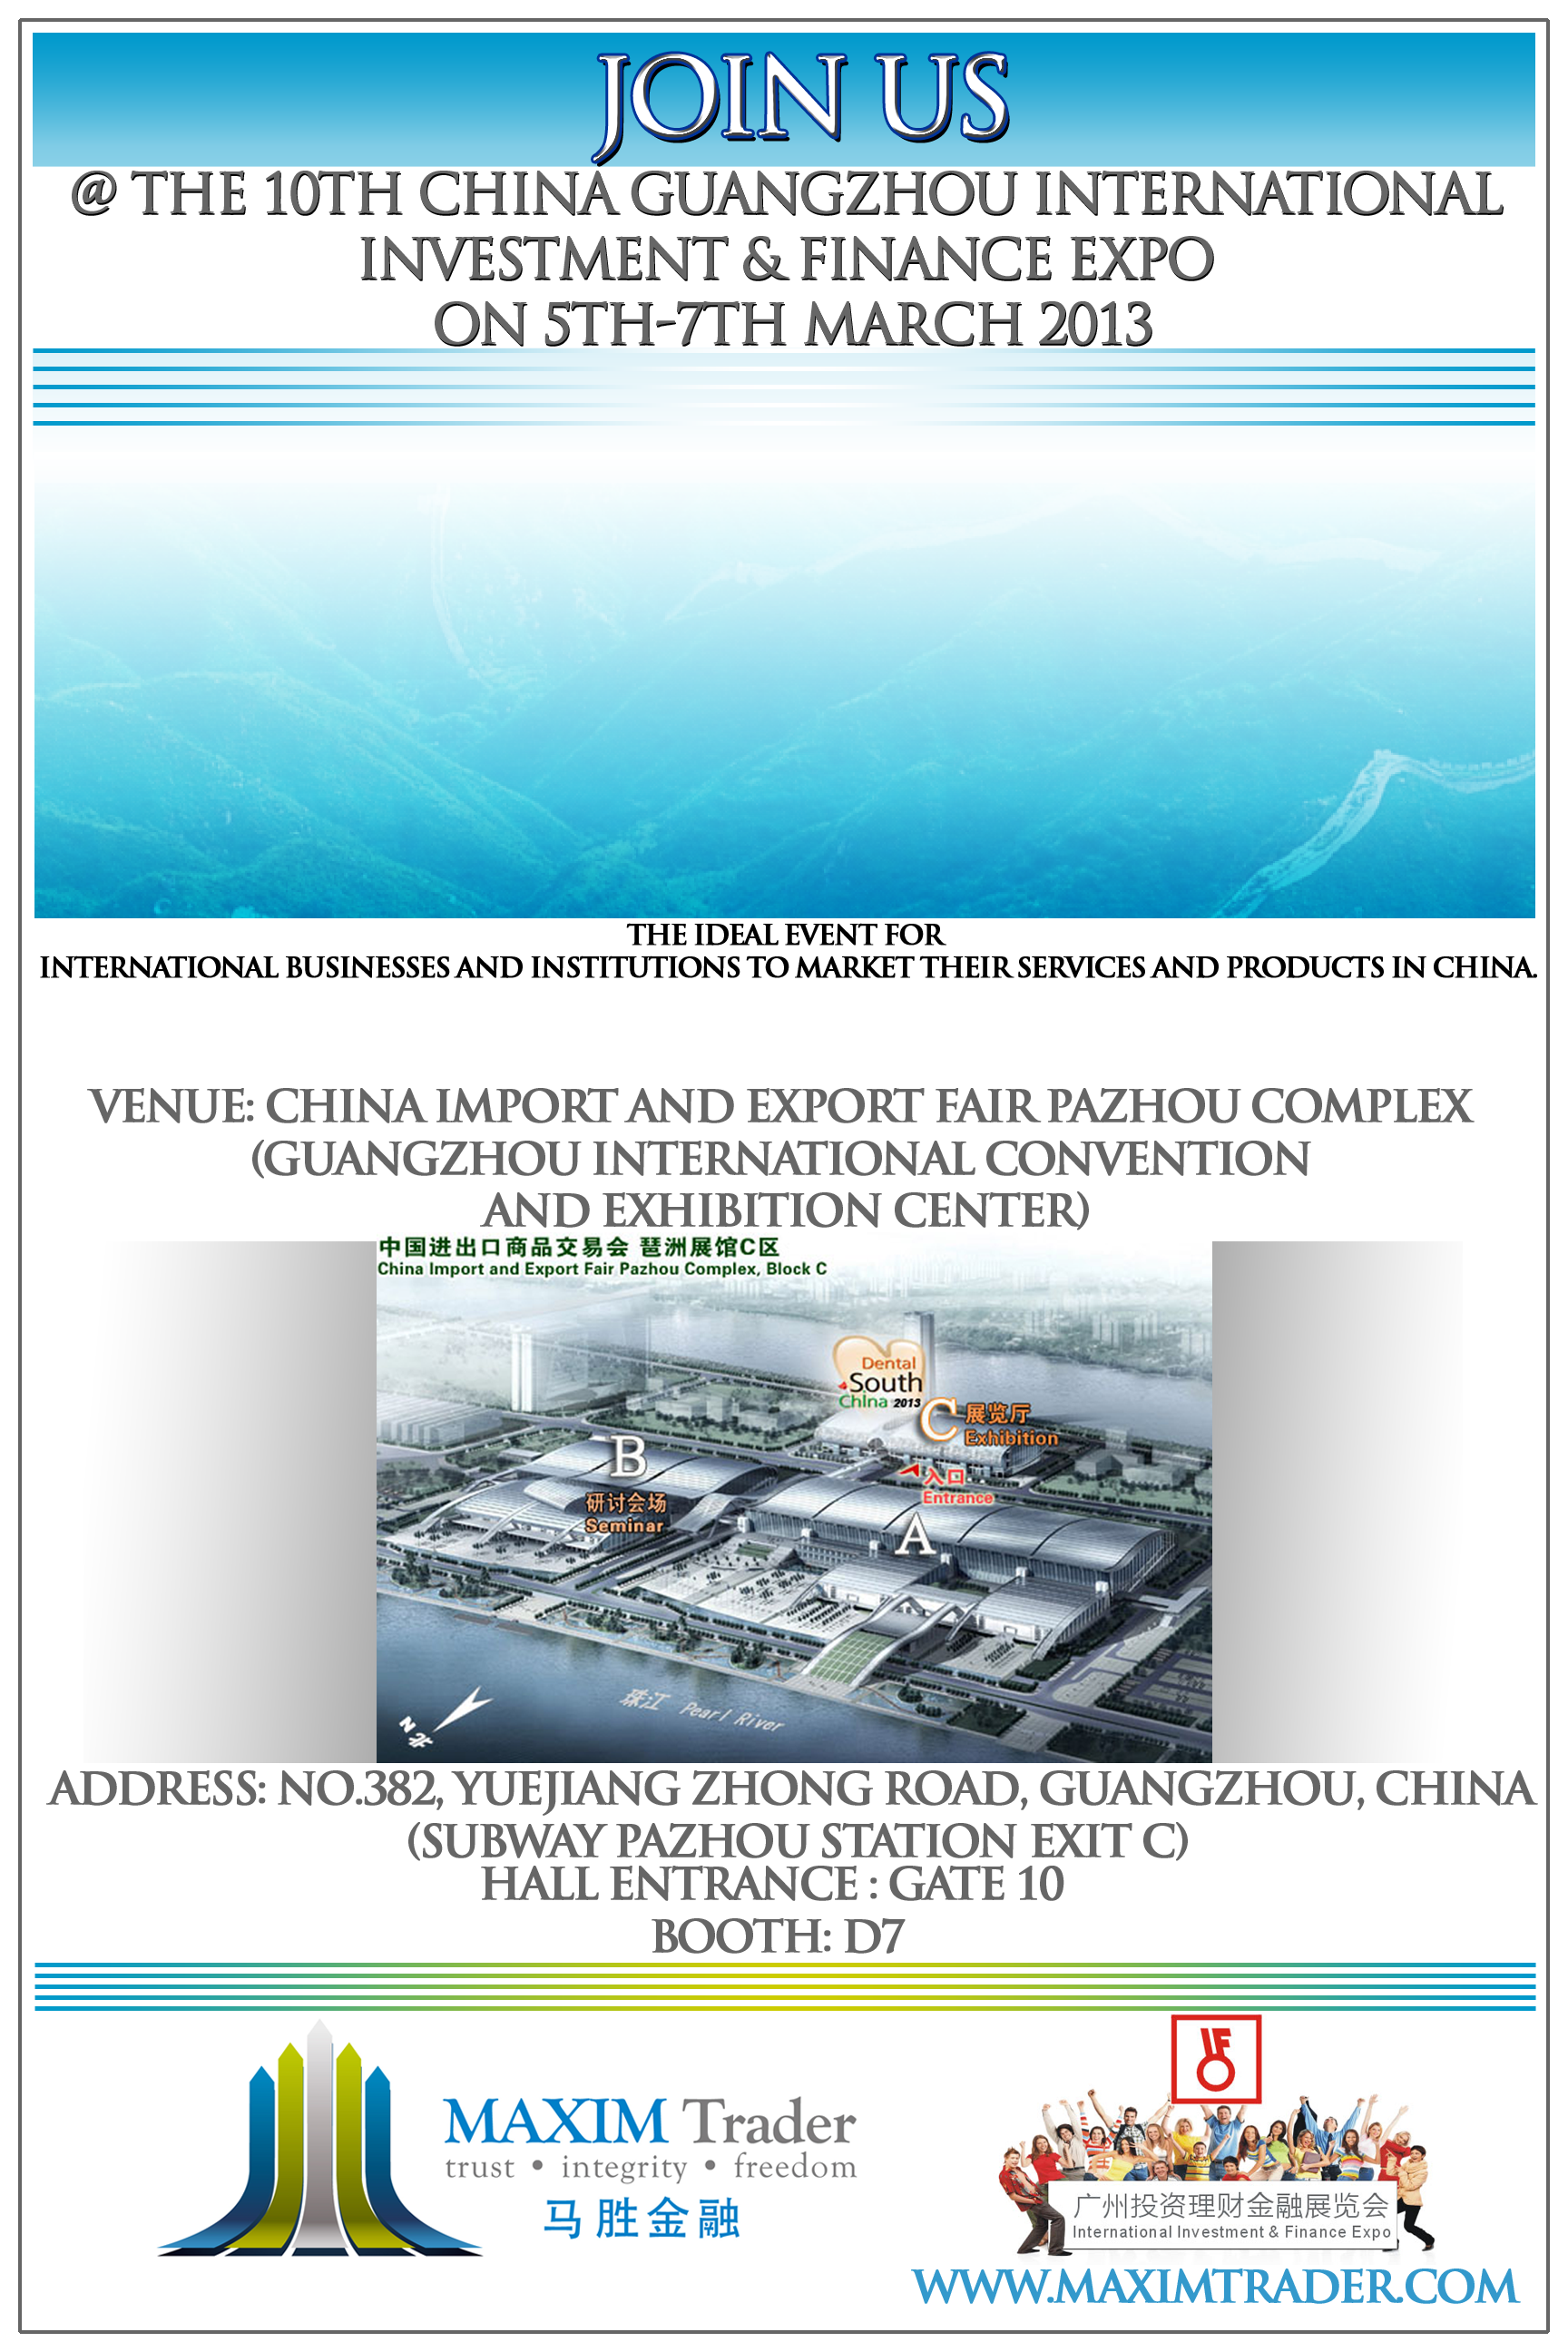 JOIN US
@ THE 10TH CHINA GUANGZHOU INTERNATIONAL
INVESTMENT & FINANCE EXPO
ON 5TH-7TH MARCH 2013
THE IDEAL EVENT FOR
INTERNATIONAL BUSINESSES AND INSTITUTIONS TO MARKET THEIR SERVICES AND PRODUCTS IN CHINA.
VENUE: CHINA IMPORT AND EXPORT FAIR PAZHOU COMPLEX
(GUANGZHOU INTERNATIONAL CONVENTION
AND EXHIBITION CENTER)
中国进出口商品交易会 琶洲展馆C区
China Import and Export Fair Pazhou Complex, Block C
Dental
South
China 2013
C 展览厅
Exhibition
B
研讨会场
Seminar
入口
Entrance
A
珠江 Pearl River
N 北
ADDRESS: NO.382, YUEJIANG ZHONG ROAD, GUANGZHOU, CHINA
(SUBWAY PAZHOU STATION EXIT C)
HALL ENTRANCE : GATE 10
BOOTH: D7
MAXIM Trader
trust • integrity • freedom
马胜金融
IF
广州投资理财金融展览会
International Investment & Finance Expo
WWW.MAXIMTRADER.COM